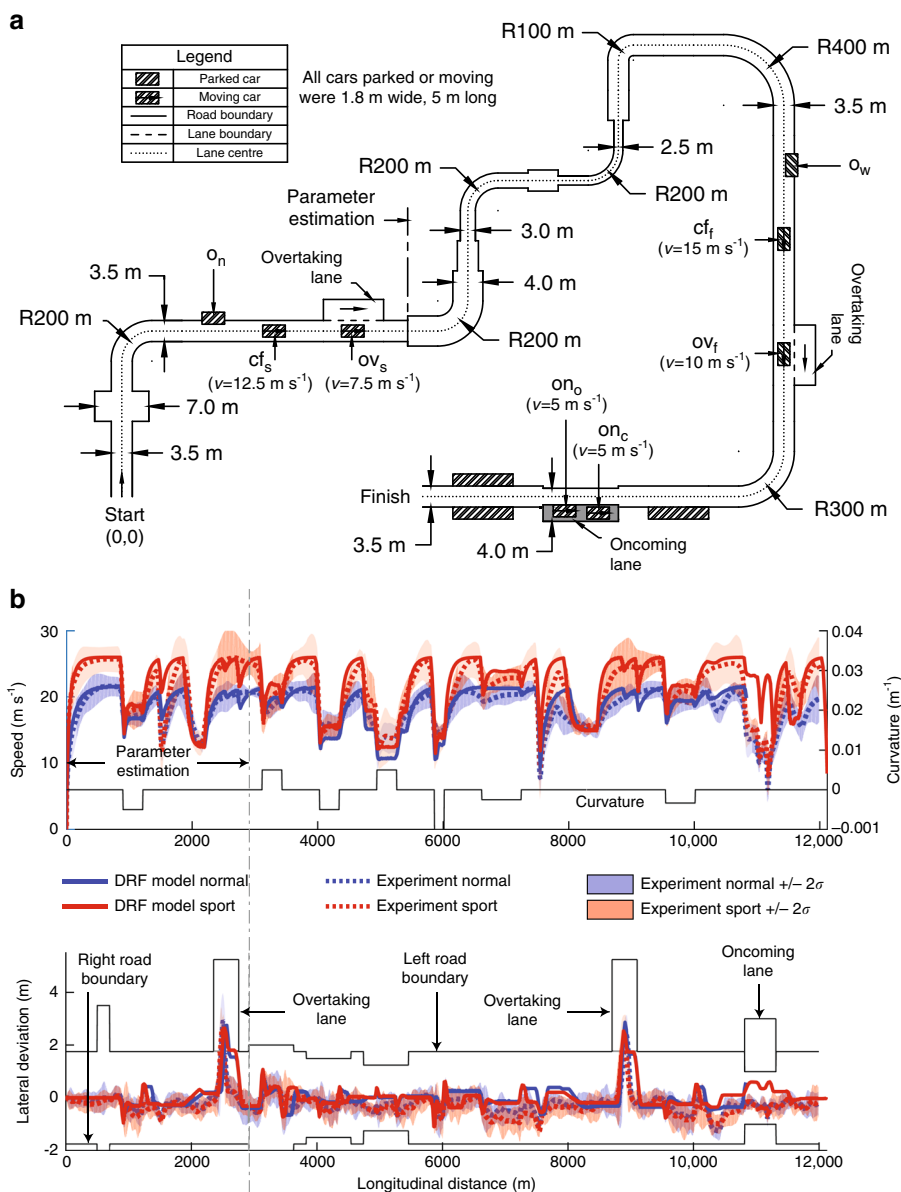 a
Legend
Parked car
Moving car
Road boundary
Lane boundary
Lane centre
All cars parked or moving
were 1.8 m wide, 5 m long
R100 m
R400 m
3.5 m
2.5 m
o_w
R200 m
R200 m
Parameter
estimation
3.0 m
cf_f
(v=15 m s⁻¹)
o_n
3.5 m
Overtaking
lane
4.0 m
Overtaking
lane
R200 m
R200 m
cf_s
(v=12.5 m s⁻¹)
ov_s
(v=7.5 m s⁻¹)
ov_f
(v=10 m s⁻¹)
on_o
(v=5 m s⁻¹)
7.0 m
on_c
(v=5 m s⁻¹)
3.5 m
Finish
Start
(0,0)
3.5 m
4.0 m
Oncoming
lane
R300 m
b
30
20
10
0
Speed (m s⁻¹)
0.04
0.03
0.02
0.01
0
−0.001
Curvature (m⁻¹)
Parameter
estimation
Curvature
0 2000 4000 6000 8000 10,000 12,000
DRF model normal
Experiment normal
Experiment normal +/− 2σ
DRF model sport
Experiment sport
Experiment sport +/− 2σ
Right road
boundary
Left road
boundary
Oncoming
lane
Overtaking
lane
Overtaking
lane
4
2
0
-2
Lateral deviation (m)
0 2000 4000 6000 8000 10,000 12,000
Longitudinal distance (m)